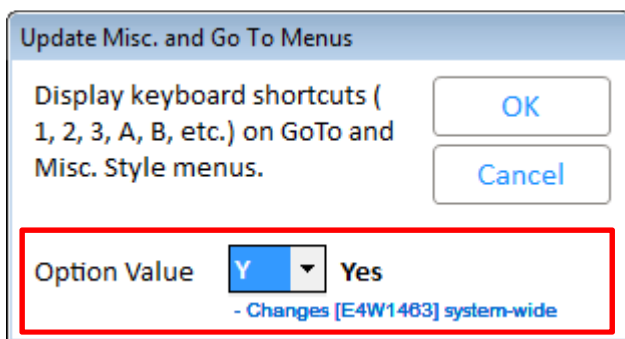 Update Misc. and Go To Menus
Display keyboard shortcuts (
1, 2, 3, A, B, etc.) on GoTo and
Misc. Style menus.
OK
Cancel
Option Value Y Yes
- Changes [E4W1463] system-wide